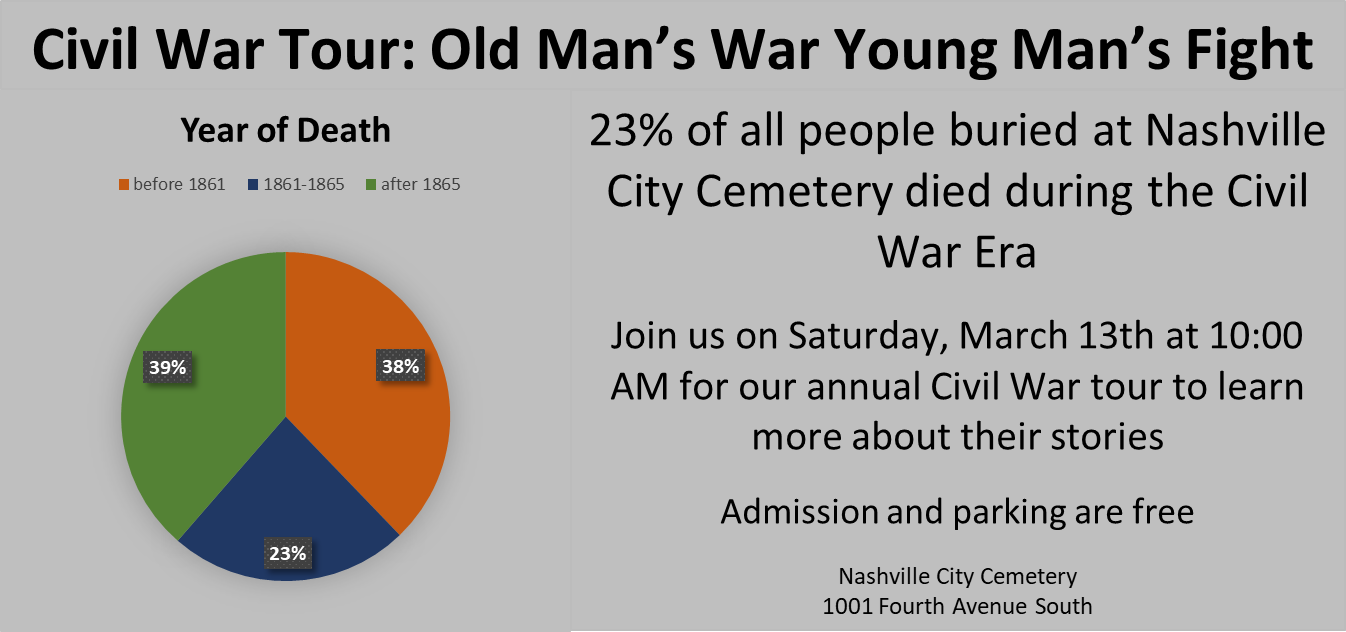 Civil War Tour: Old Man’s War Young Man’s Fight
Year of Death
before 1861 1861-1865 after 1865
39%
38%
23%
23% of all people buried at Nashville
City Cemetery died during the Civil
War Era
Join us on Saturday, March 13th at 10:00
AM for our annual Civil War tour to learn
more about their stories
Admission and parking are free
Nashville City Cemetery
1001 Fourth Avenue South